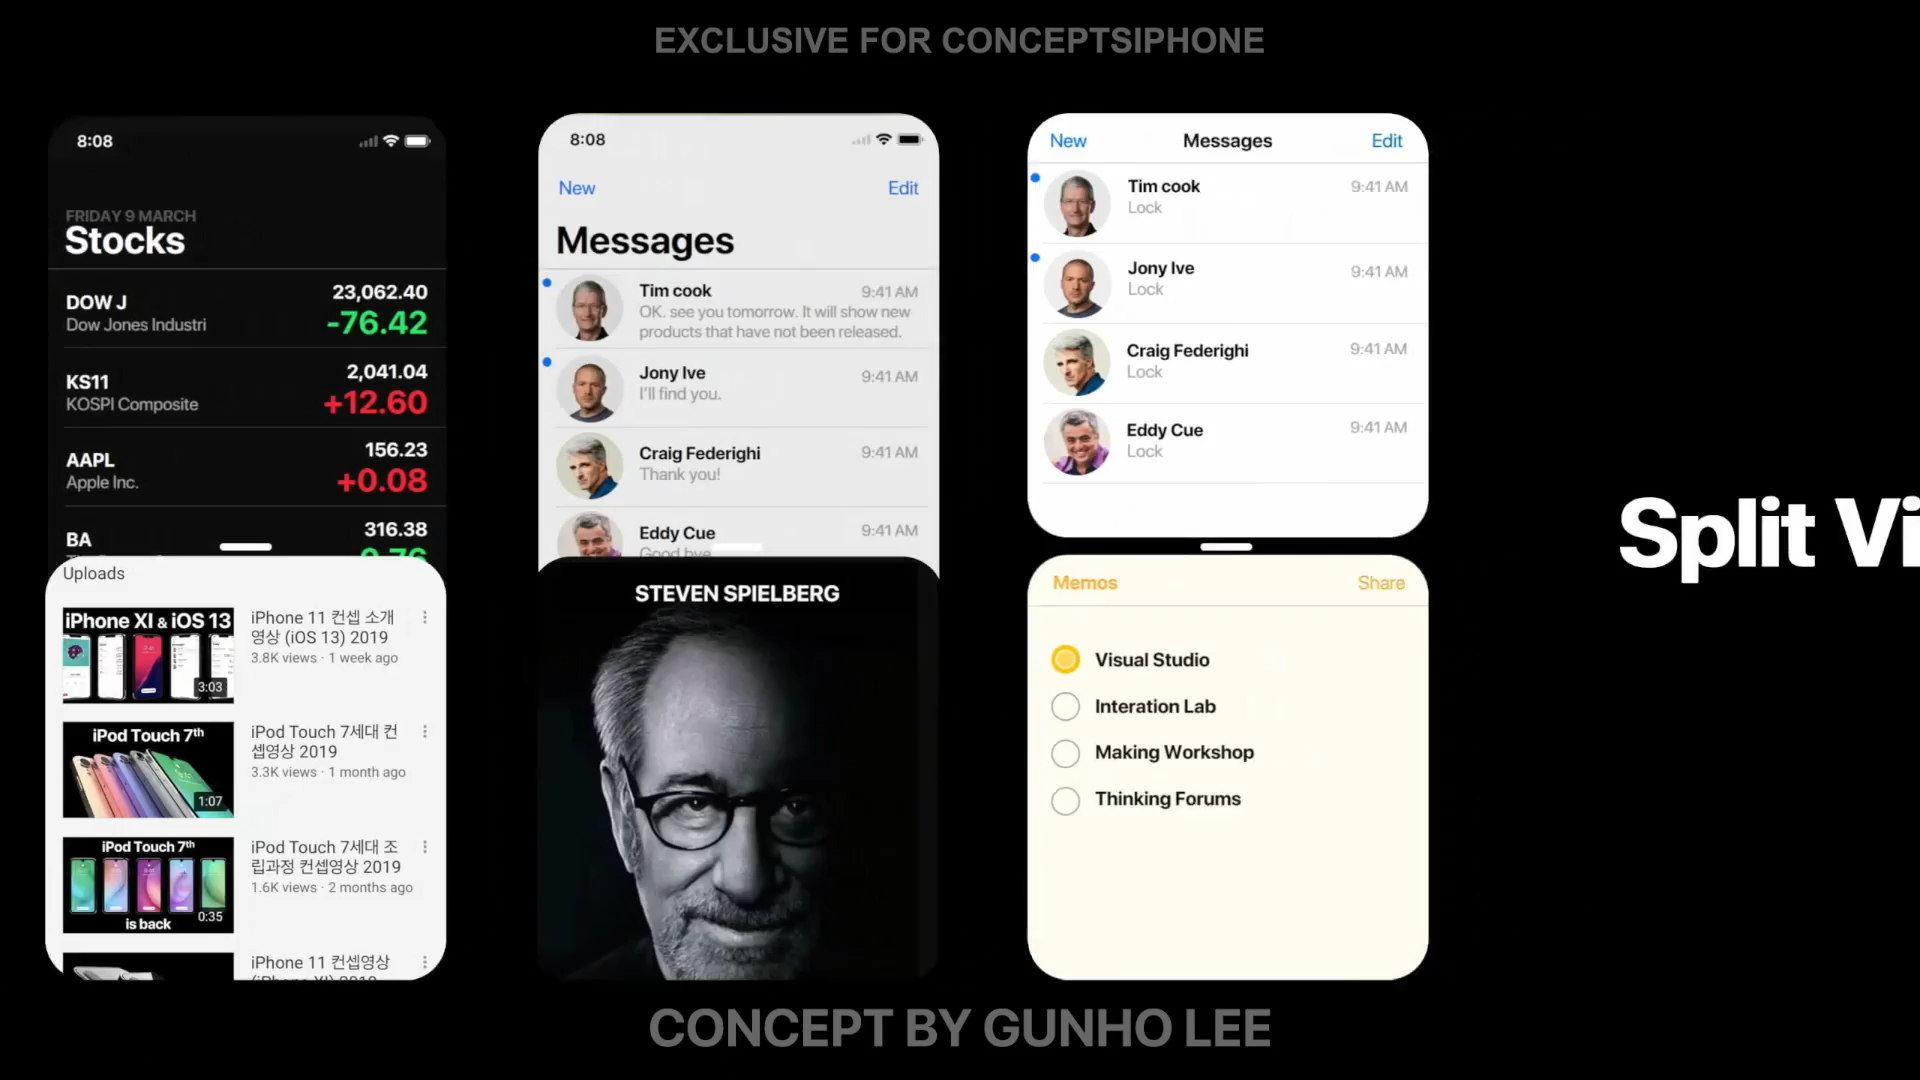 EXCLUSIVE FOR CONCEPTSIPHONE
8:08
FRIDAY 9 MARCH
Stocks
DOW J
23,062.40
Dow Jones Industri
-76.42
KS11
2,041.04
KOSPI Composite
+12.60
AAPL
156.23
Apple Inc.
+0.08
BA
316.38
Uploads
iPhone XI & iOS 13
3:03
iPhone 11 컨셉 소개
영상 (iOS 13) 2019
3.8K views · 1 week ago
iPod Touch 7th
1:07
iPod Touch 7세대 컨
셉영상 2019
3.3K views · 1 month ago
iPod Touch 7th
is back
0:35
iPod Touch 7세대 조
립과정 컨셉영상 2019
1.6K views · 2 months ago
iPhone 11 컨셉영상
8:08
New
Edit
Messages
Tim cook
9:41 AM
OK. see you tomorrow. It will show new
products that have not been released.
Jony Ive
9:41 AM
I'll find you.
Craig Federighi
9:41 AM
Thank you!
Eddy Cue
9:41 AM
Good bye
STEVEN SPIELBERG
New
Messages
Edit
Tim cook
9:41 AM
Lock
Jony Ive
9:41 AM
Lock
Craig Federighi
9:41 AM
Lock
Eddy Cue
9:41 AM
Lock
Memos
Share
Visual Studio
Interation Lab
Making Workshop
Thinking Forums
Split Vi
CONCEPT BY GUNHO LEE